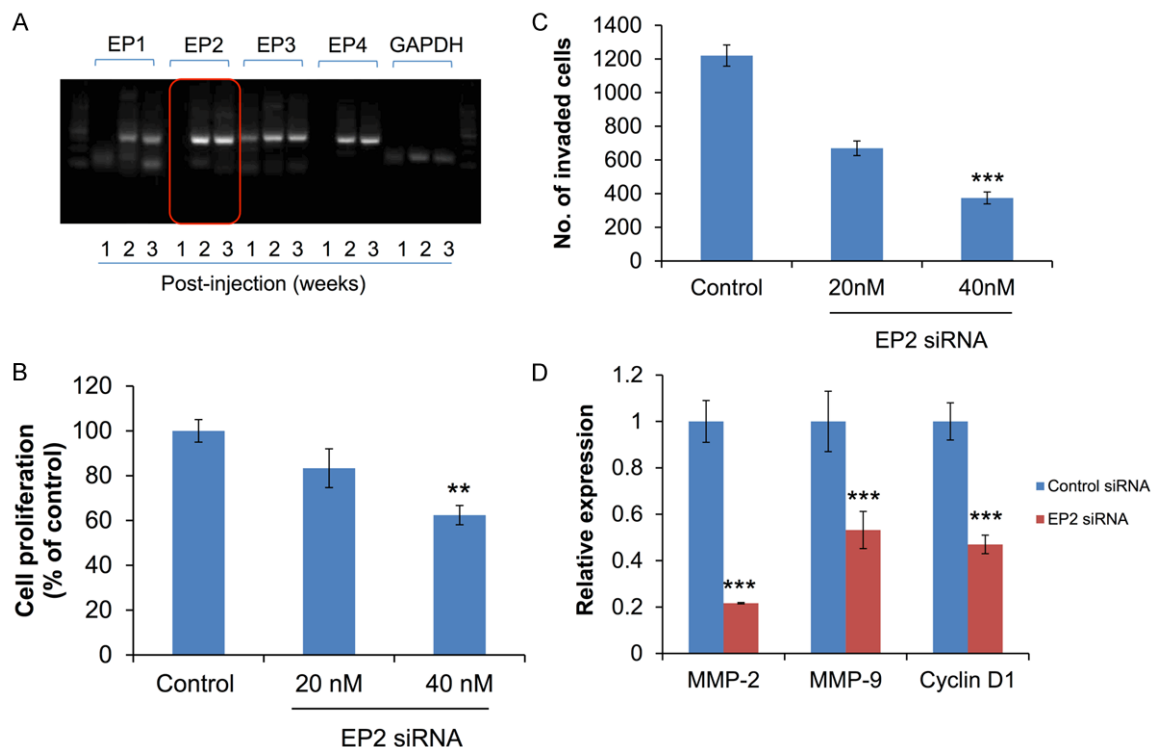 A
EP1 EP2 EP3 EP4 GAPDH
1 2 3 1 2 3 1 2 3 1 2 3 1 2 3
Post-injection (weeks)
B
Cell proliferation
(% of control)
120
100
80
60
40
20
0
**
Control 20 nM 40 nM
EP2 siRNA
C
No. of invaded cells
1400
1200
1000
800
600
400
200
0
***
Control 20nM 40nM
EP2 siRNA
D
Relative expression
1.2
1
0.8
0.6
0.4
0.2
0
***
***
***
MMP-2 MMP-9 Cyclin D1
Control siRNA
EP2 siRNA